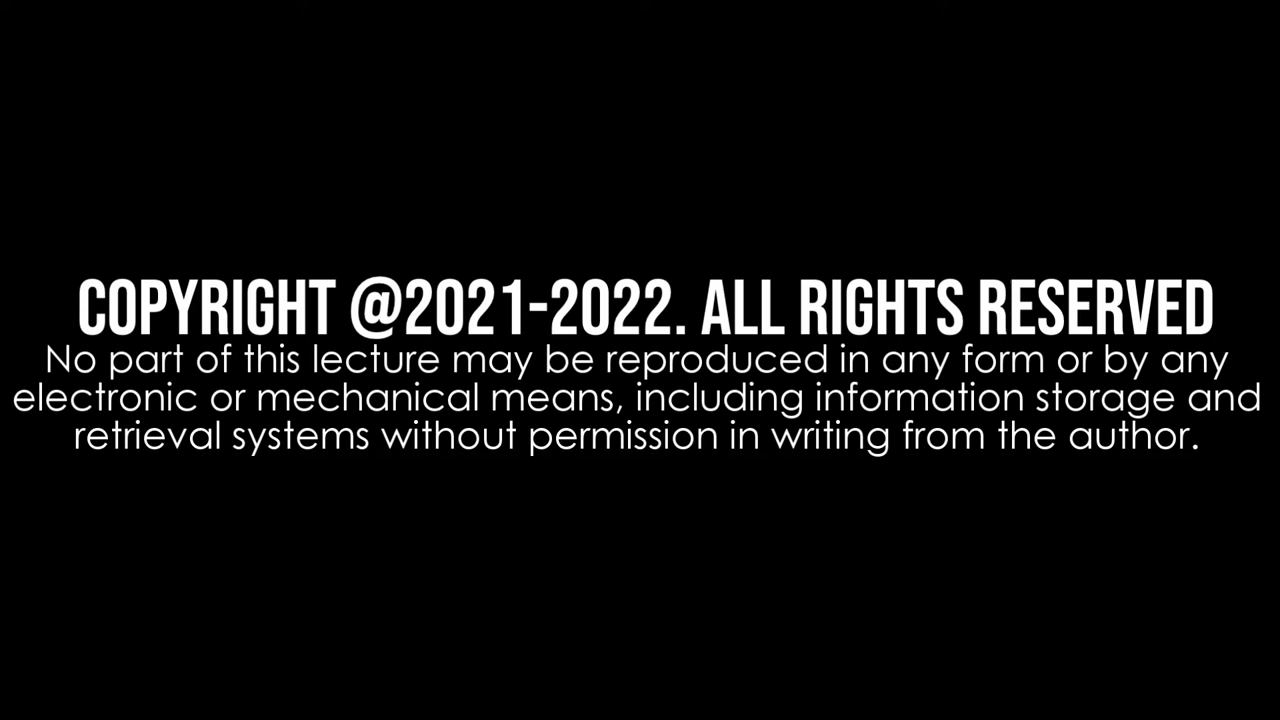 COPYRIGHT @2021-2022. ALL RIGHTS RESERVED
No part of this lecture may be reproduced in any form or by any
electronic or mechanical means, including information storage and
retrieval systems without permission in writing from the author.